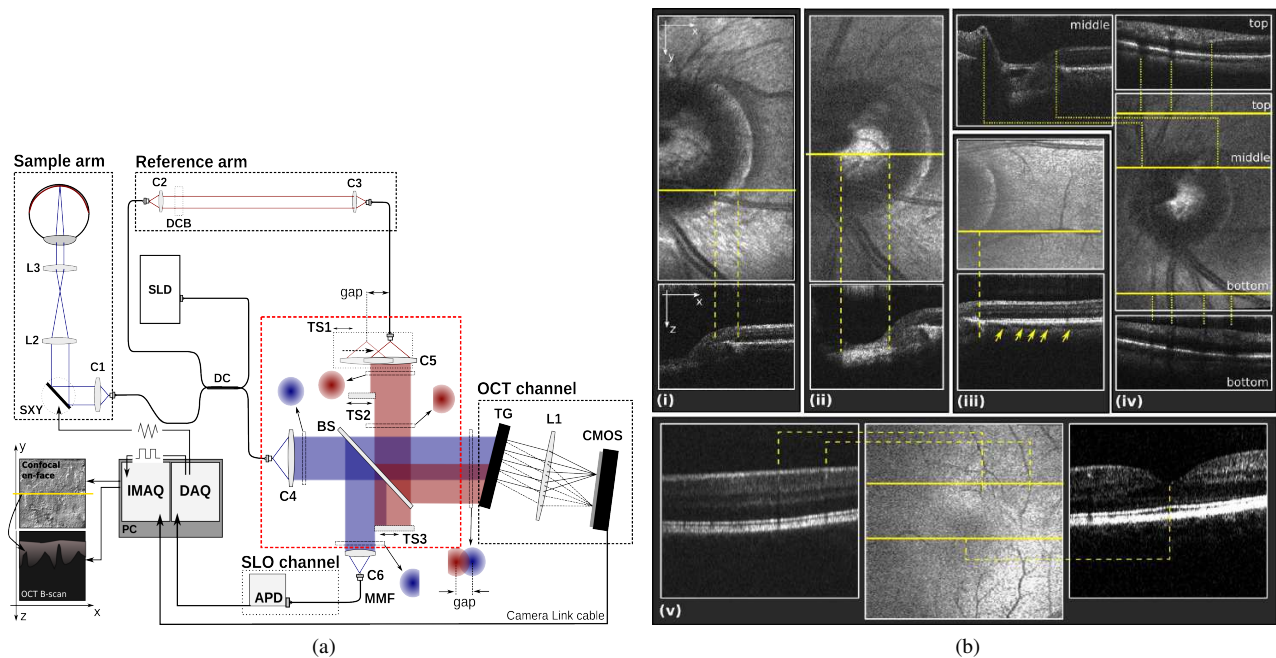 Sample arm
Reference arm
C2
C3
DCB
L3
SLD
gap
TS1
L2
C5
C1
DC
OCT channel
TS2
TG
L1
SXY
BS
CMOS
y
Confocal
en-face
IMAQ
DAQ
C4
PC
TS3
SLO channel
C6
APD
MMF
gap
OCT B-scan
x
z
Camera Link cable
(a)
x
y
x
z
(i)
(ii)
middle
(iii)
top
top
middle
bottom
bottom
(iv)
(v)
(b)